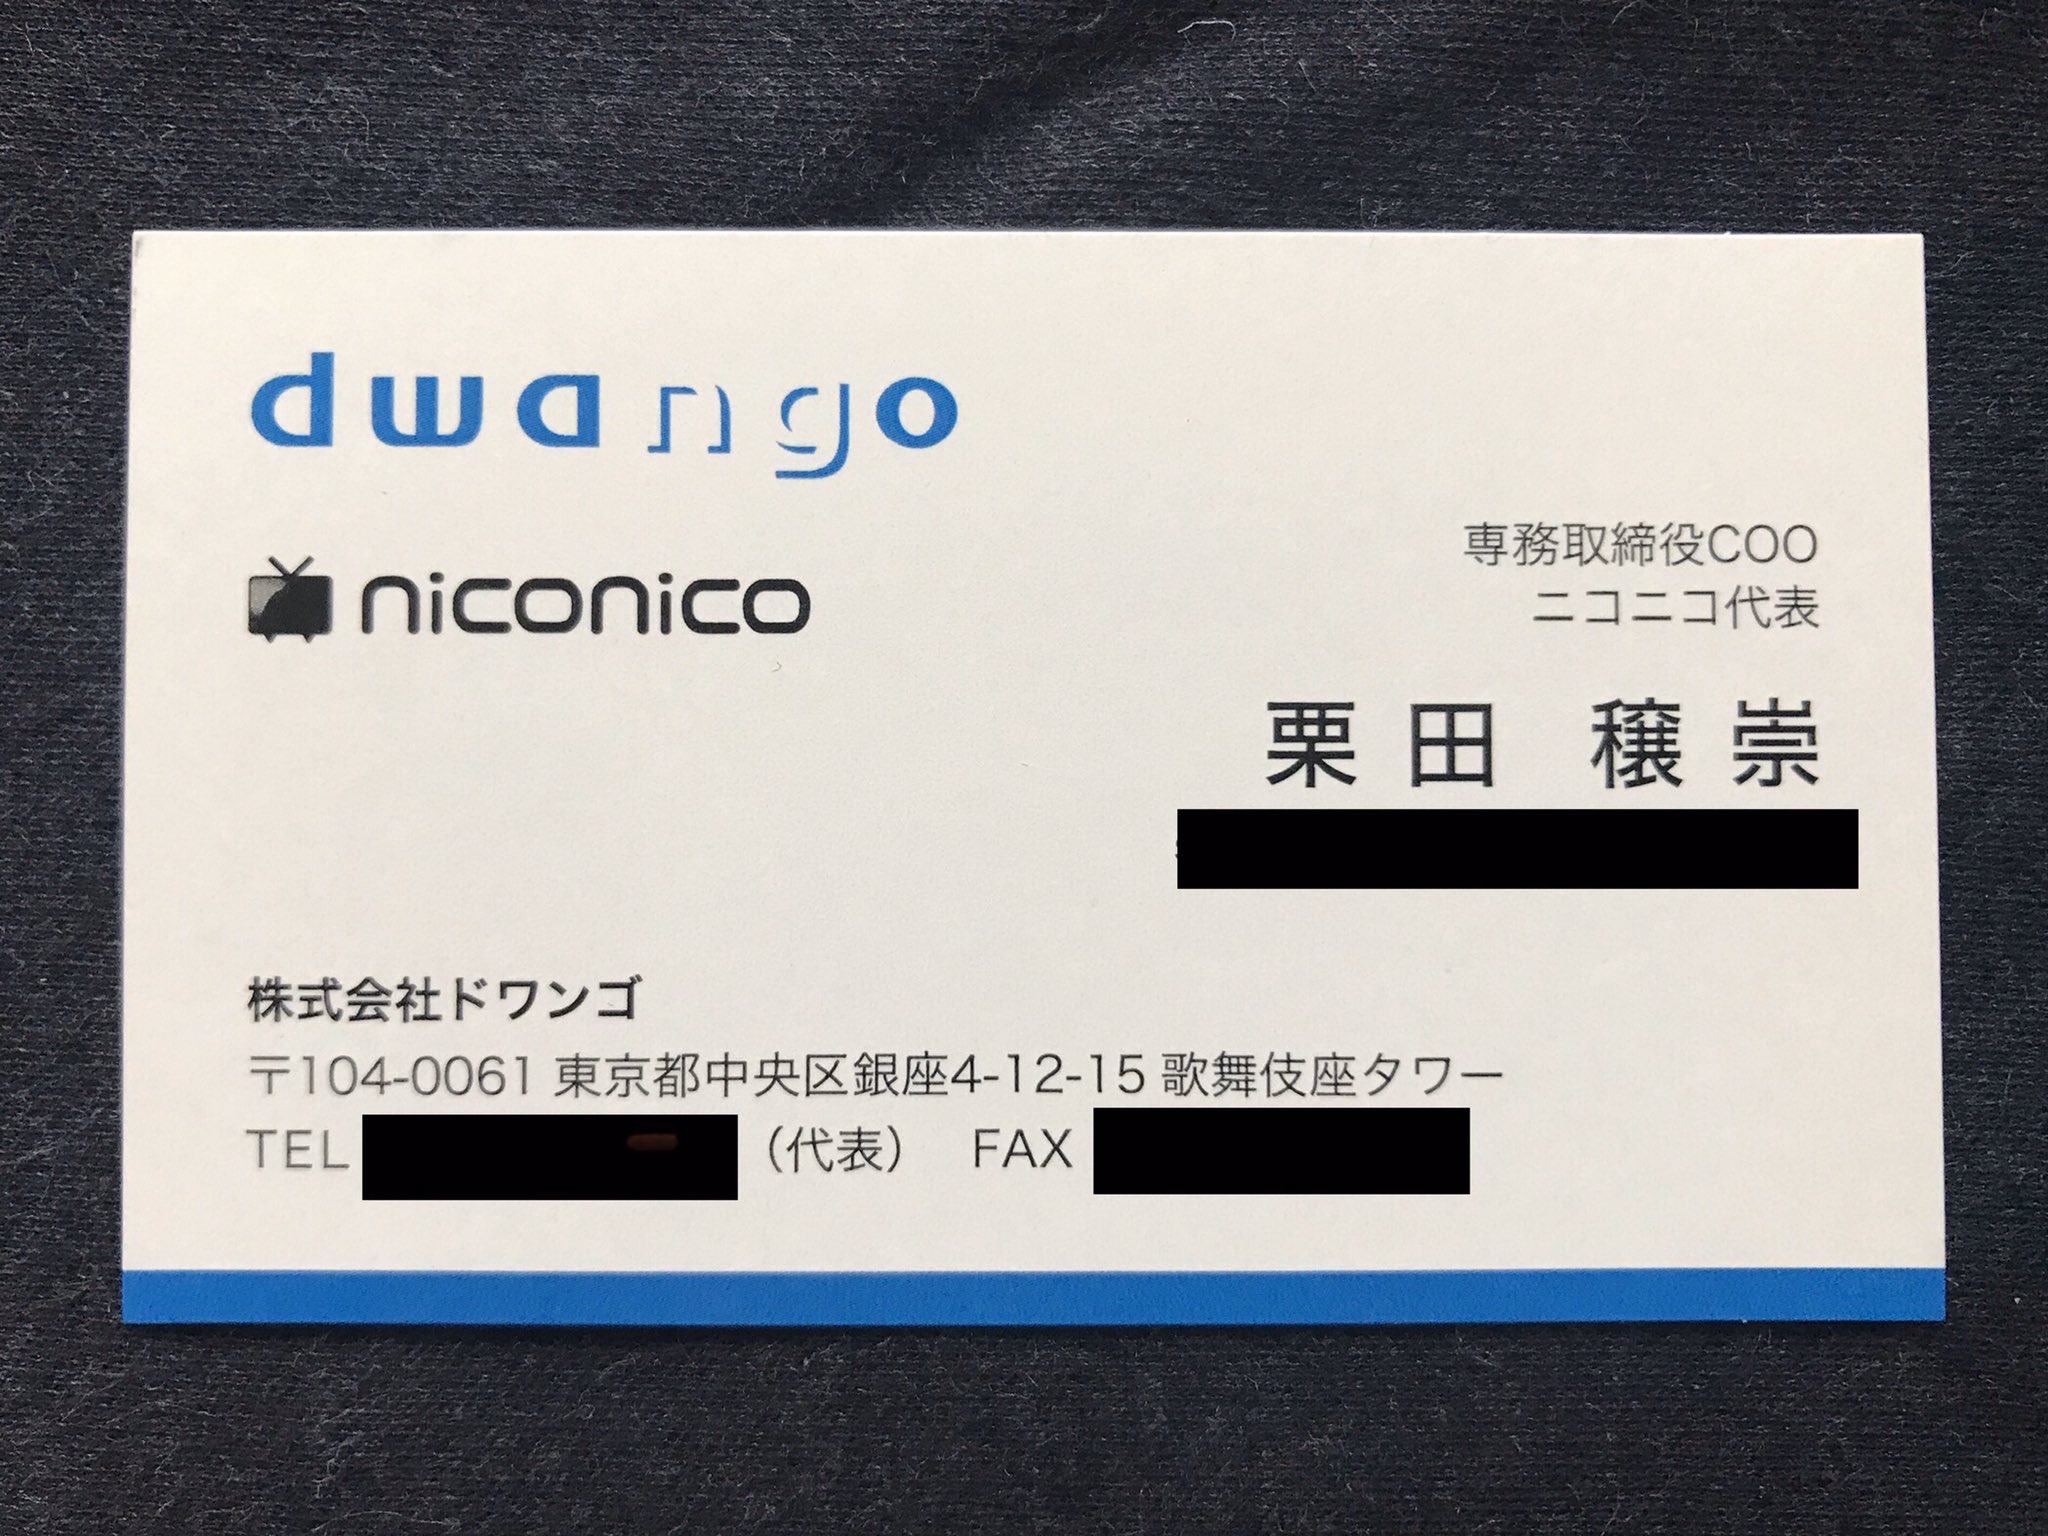 dwango
niconico
専務取締役COO
ニコニコ代表
栗田 穣崇
株式会社ドワンゴ
〒104-0061 東京都中央区銀座4-12-15 歌舞伎座タワー
TEL （代表） FAX